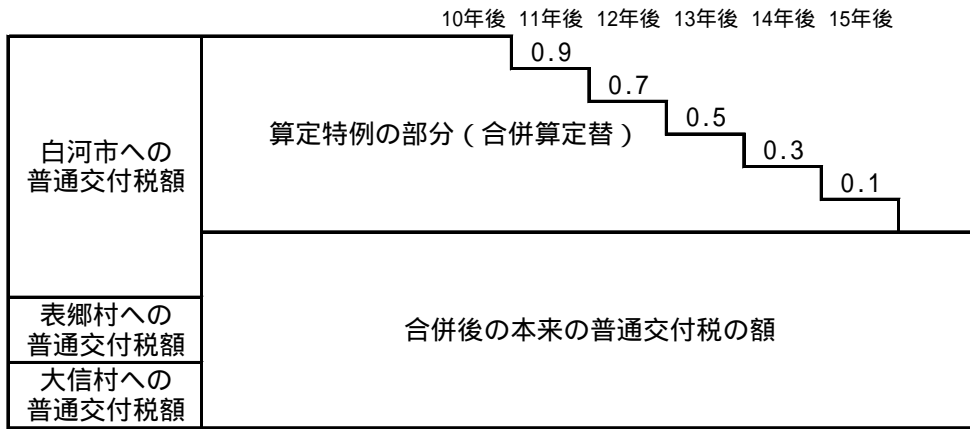 10年後 11年後 12年後 13年後 14年後 15年後
0.9
0.7
0.5
0.3
0.1
算定特例の部分（合併算定替）
白河市への
普通交付税額
表郷村への
普通交付税額
大信村への
普通交付税額
合併後の本来の普通交付税の額